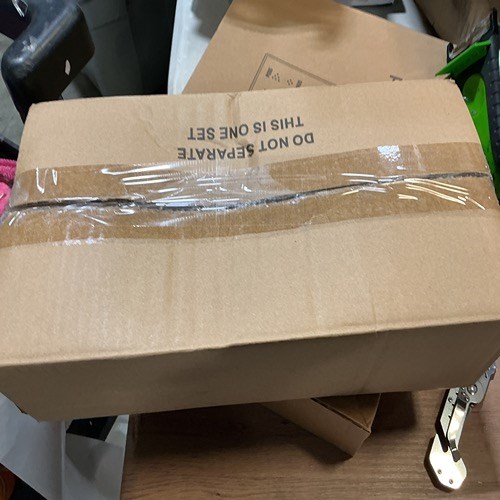 DO NOT SEPARATE
THIS IS ONE SET